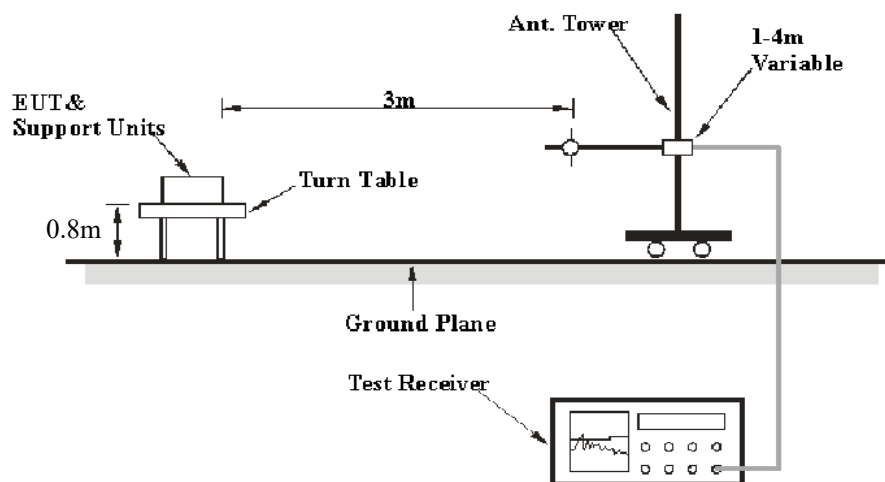 Ant. Tower
1-4m
Variable
3m
EUT&
Support Units
Turn Table
0.8m
Ground Plane
Test Receiver